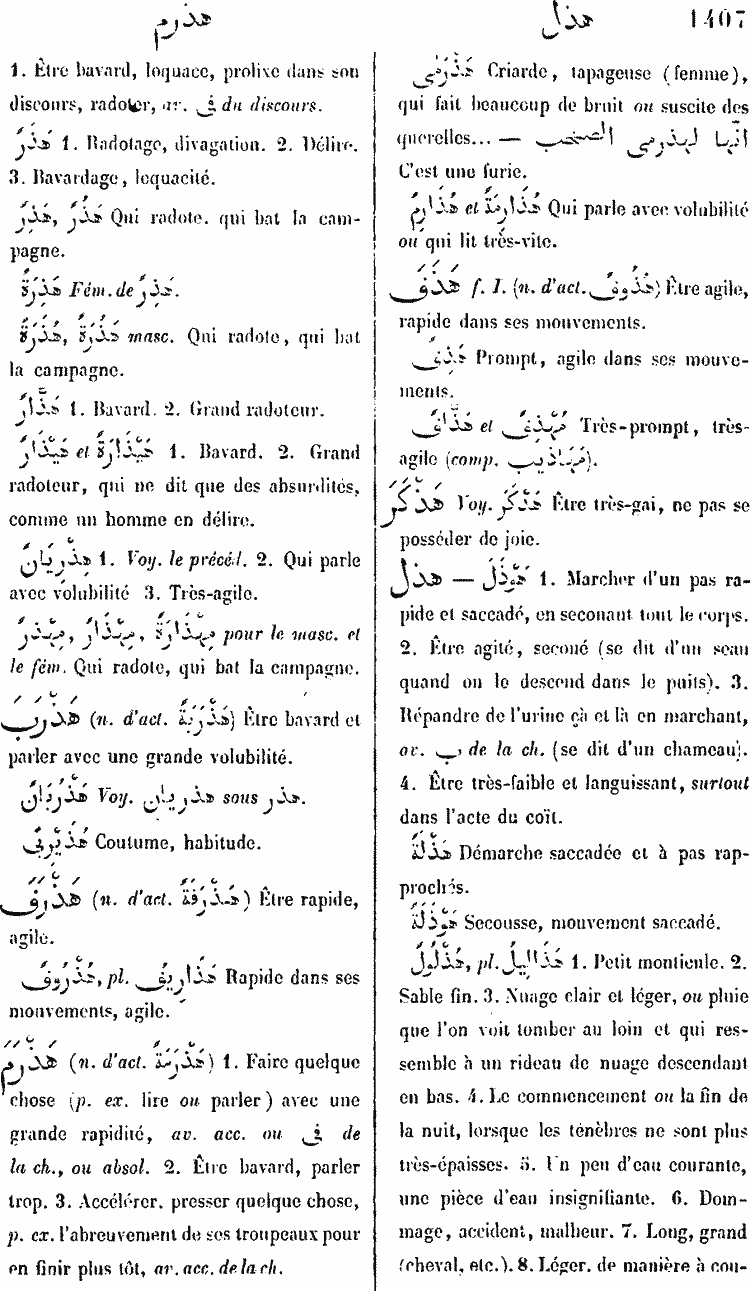 هذرم
هذل
1407
1. Être bavard, loquace, prolixe dans son
discours, radoter, av. فى du discours.
هَذْرٌ 1. Radotage, divagation. 2. Délire.
3. Bavardage, loquacité.
هَذُرٌ, هَذِرٌ Qui radote. qui bat la cam-
pagne.
هَذِرَةٌ Fém. de هَذِرٌ.
هُذَرَةٌ, هُذُرَّةٌ masc. Qui radote, qui bat
la campagne.
هَذَّارٌ 1. Bavard. 2. Grand radoteur.
هَيْذَارٌ et هَيْذَارَةٌ 1. Bavard. 2. Grand
radoteur, qui ne dit que des absurdités,
comme un homme en délire.
هِذْرِيَانٌ 1. Voy. le précéd. 2. Qui parle
avec volubilité 3. Très-agile.
مِهْذَرٌ, مِهْذَارٌ, مِهْذَارَةٌ pour le masc. et
le fém. Qui radote, qui bat la campagne.
هَذْرَبَ (n. d'act. هَذْرَبَةٌ) Être bavard et
parler avec une grande volubilité.
هَذْرُبَانٌ Voy. هذريان sous هذر.
هُذَيْرِبَى Coutume, habitude.
هَذْرَفَ (n. d'act. هَذْرَفَةٌ) Être rapide,
agile.
هُذْرُوفٌ, pl. هَذَارِيفُ Rapide dans ses
mouvements, agile.
هَذْرَمَ (n. d'act. هَذْرَمَةٌ) 1. Faire quelque
chose (p. ex. lire ou parler) avec une
grande rapidité, av. acc. ou فى de
la ch., ou absol. 2. Être bavard, parler
trop. 3. Accélérer, presser quelque chose,
p. ex. l'abreuvement de ses troupeaux pour
en finir plus tôt, av. acc. de la ch.
هَذْرَمَى Criarde, tapageuse (femme),
qui fait beaucoup de bruit ou suscite des
querelles... — انّها لهذرمى الصخب
C'est une furie.
هُذَارِمٌ et هُذَارِمَةٌ Qui parle avec volubilité
ou qui lit très-vite.
هَذَفَ f. I. (n. d'act. هُذُوفٌ) Être agile,
rapide dans ses mouvements.
Prompt, agile dans ses mouve-
ments.
et Très-prompt, très-
agile (comp. مَهَاذِيب).
هَذْكَرَ Voy. Être très-gai, ne pas se
posséder de joie.
هذل — هَوْذَلَ 1. Marcher d'un pas ra-
pide et saccadé, en secouant tout le corps.
2. Être agité, secoué (se dit d'un seau
quand on le descend dans le puits). 3.
Répandre de l'urine çà et là en marchant,
av. ب de la ch. (se dit d'un chameau).
4. Être très-faible et languissant, surtout
dans l'acte du coït.
هَذْلَةٌ Démarche saccadée et à pas rap-
prochés.
هَوْذَلَةٌ Secousse, mouvement saccadé.
هُذْلُولٌ, pl. هَذَالِيلُ 1. Petit monticule. 2.
Sable fin. 3. Nuage clair et léger, ou pluie
que l'on voit tomber au loin et qui res-
semble à un rideau de nuage descendant
en bas. 4. Le commencement ou la fin de
la nuit, lorsque les ténèbres ne sont plus
très-épaisses. 5. Un peu d'eau courante,
une pièce d'eau insignifiante. 6. Dom-
mage, accident, malheur. 7. Long, grand
(cheval, etc.). 8. Léger. de manière à cou-